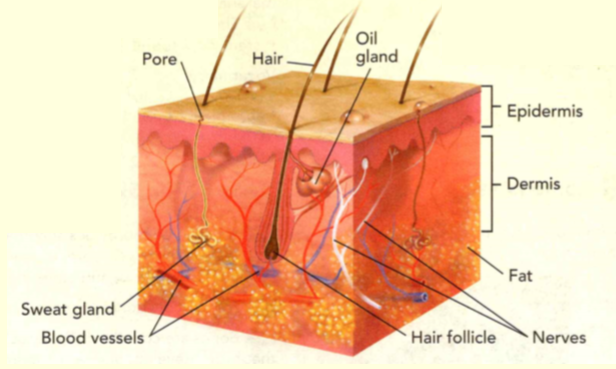 Pore
Hair
Oil
gland
Epidermis
Dermis
Fat
Sweat gland
Blood vessels
Hair follicle
Nerves